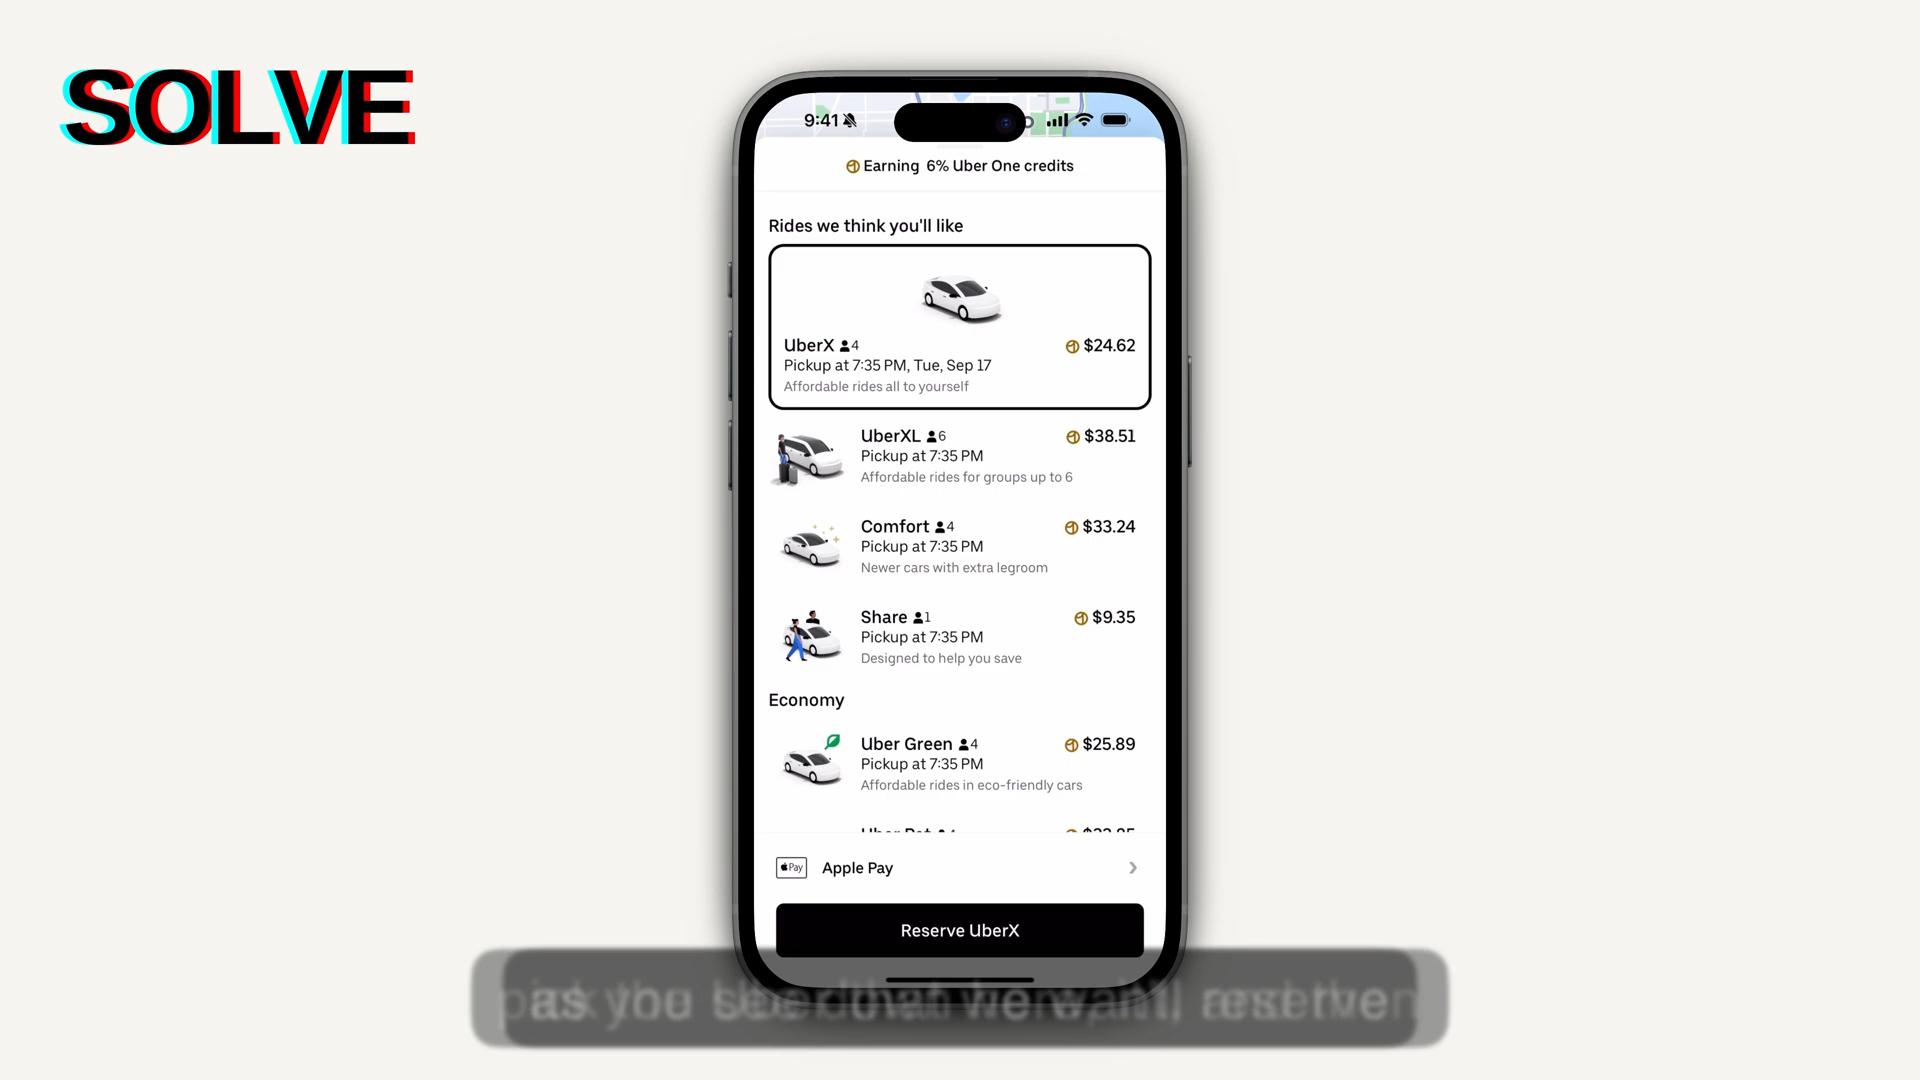 SOLVE
9:41
Earning 6% Uber One credits
Rides we think you'll like
UberX 4
$24.62
Pickup at 7:35 PM, Tue, Sep 17
Affordable rides all to yourself
UberXL 6
$38.51
Pickup at 7:35 PM
Affordable rides for groups up to 6
Comfort 4
$33.24
Pickup at 7:35 PM
Newer cars with extra legroom
Share 1
$9.35
Pickup at 7:35 PM
Designed to help you save
Economy
Uber Green 4
$25.89
Pickup at 7:35 PM
Affordable rides in eco-friendly cars
Pay
Apple Pay
Reserve UberX